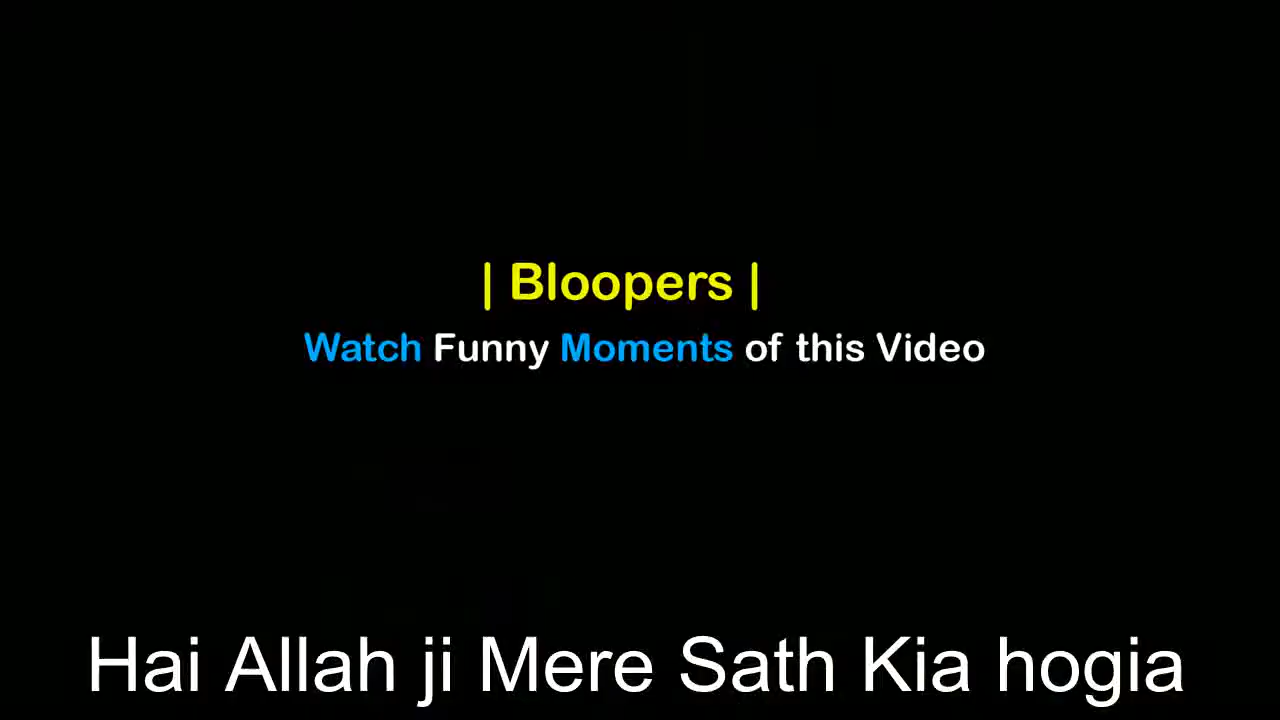 | Bloopers |
Watch Funny Moments of this Video
Hai Allah ji Mere Sath Kia hogia